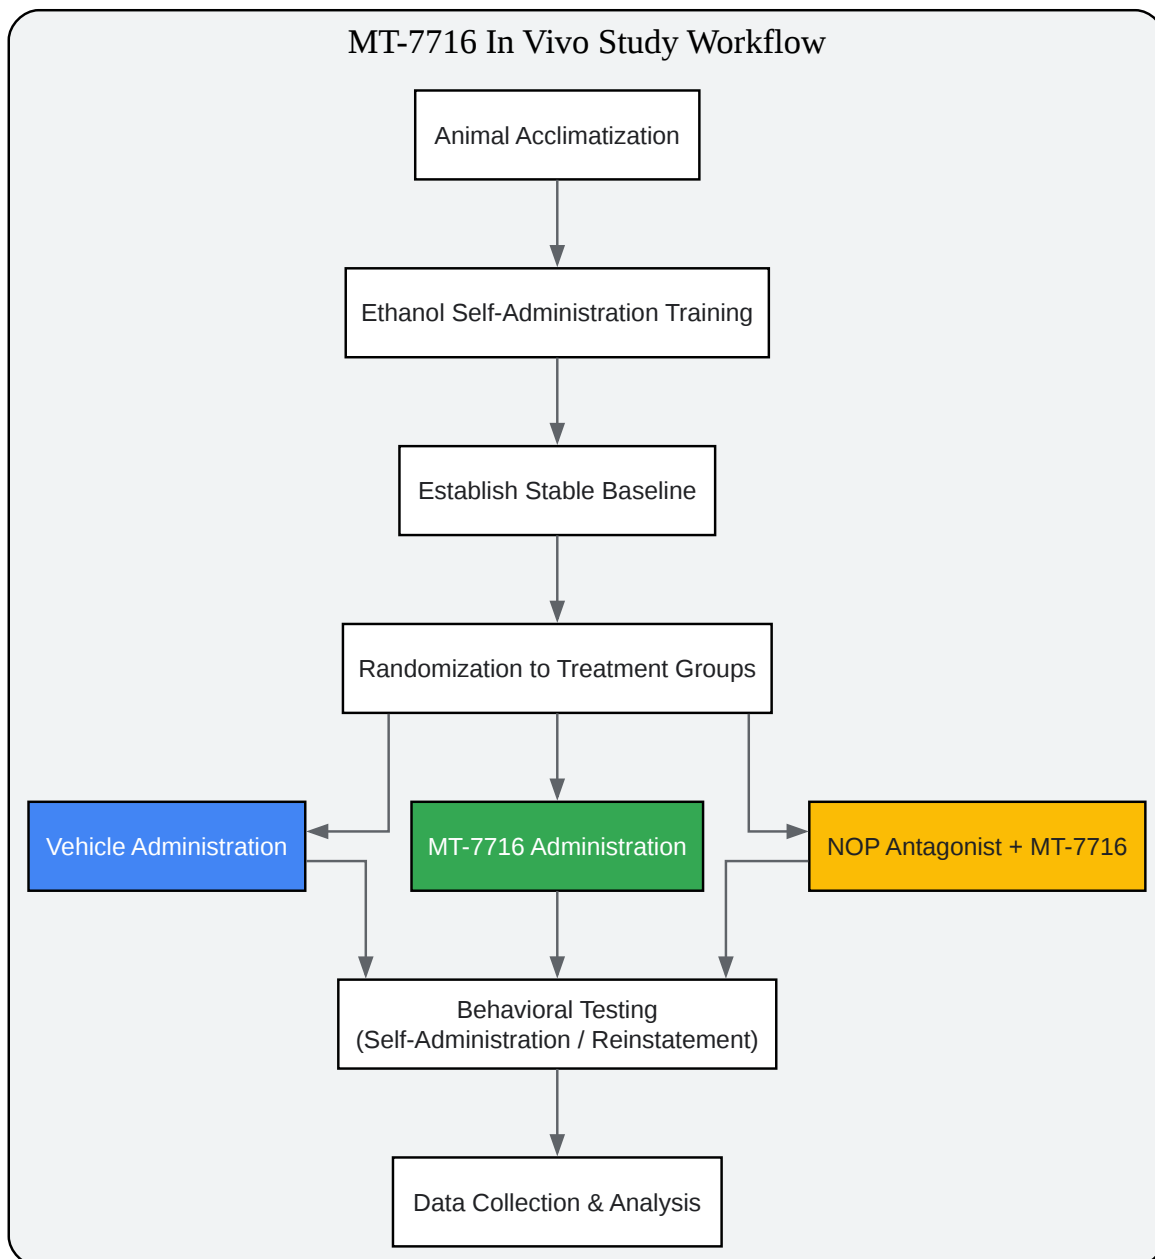 MT-7716 In Vivo Study Workflow
Animal Acclimatization
Ethanol Self-Administration Training
Establish Stable Baseline
Randomization to Treatment Groups
Vehicle Administration
MT-7716 Administration
NOP Antagonist + MT-7716
Behavioral Testing
(Self-Administration / Reinstatement)
Data Collection & Analysis